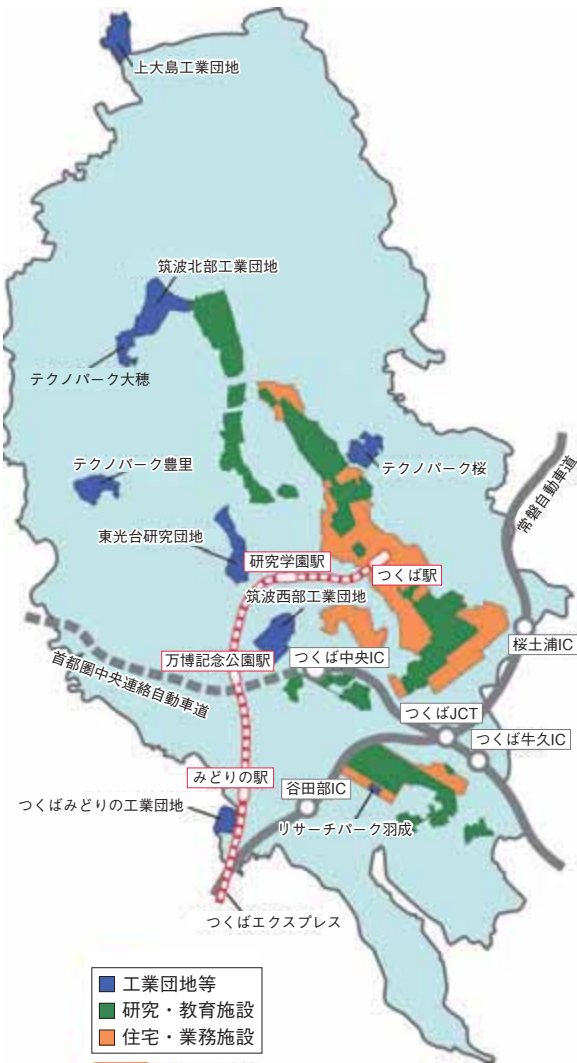 上大島工業団地
筑波北部工業団地
テクノパーク大穂
テクノパーク豊里
テクノパーク桜
常磐自動車道
東光台研究団地
研究学園駅
つくば駅
筑波西部工業団地
桜土浦IC
万博記念公園駅
つくば中央IC
首都圏中央連絡自動車道
つくばJCT
つくば牛久IC
みどりの駅
谷田部IC
つくばみどりの工業団地
リサーチパーク羽成
つくばエクスプレス
工業団地等
研究・教育施設
住宅・業務施設